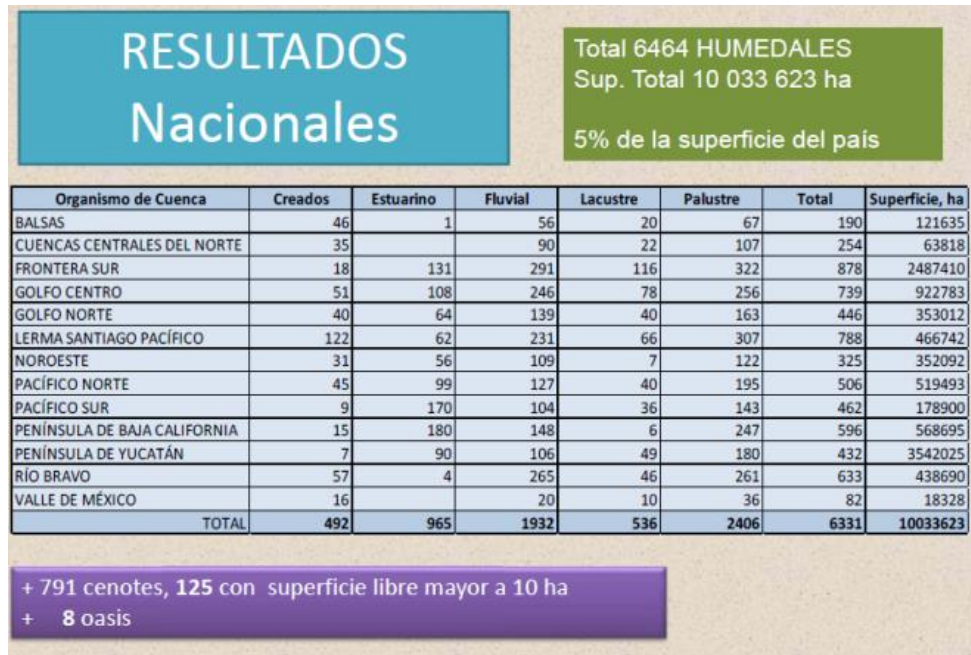 RESULTADOS
Nacionales
Total 6464 HUMEDALES
Sup. Total 10 033 623 ha
5% de la superficie del país
Organismo de Cuenca Creados Estuarino Fluvial Lacustre Palustre Total Superficie, ha
BALSAS 46 1 56 20 67 190 121635
CUENCAS CENTRALES DEL NORTE 35 90 22 107 254 63818
FRONTERA SUR 18 131 291 116 322 878 2487410
GOLFO CENTRO 51 108 246 78 256 739 922783
GOLFO NORTE 40 64 139 40 163 446 353012
LERMA SANTIAGO PACÍFICO 122 62 231 66 307 788 466742
NOROESTE 31 56 109 7 122 325 352092
PACÍFICO NORTE 45 99 127 40 195 506 519493
PACÍFICO SUR 9 170 104 36 143 462 178900
PENÍNSULA DE BAJA CALIFORNIA 15 180 148 6 247 596 568695
PENÍNSULA DE YUCATÁN 7 90 106 49 180 432 3542025
RÍO BRAVO 57 4 265 46 261 633 438690
VALLE DE MÉXICO 16 20 10 36 82 18328
TOTAL 492 965 1932 536 2406 6331 10033623
+ 791 cenotes, 125 con superficie libre mayor a 10 ha
+ 8 oasis